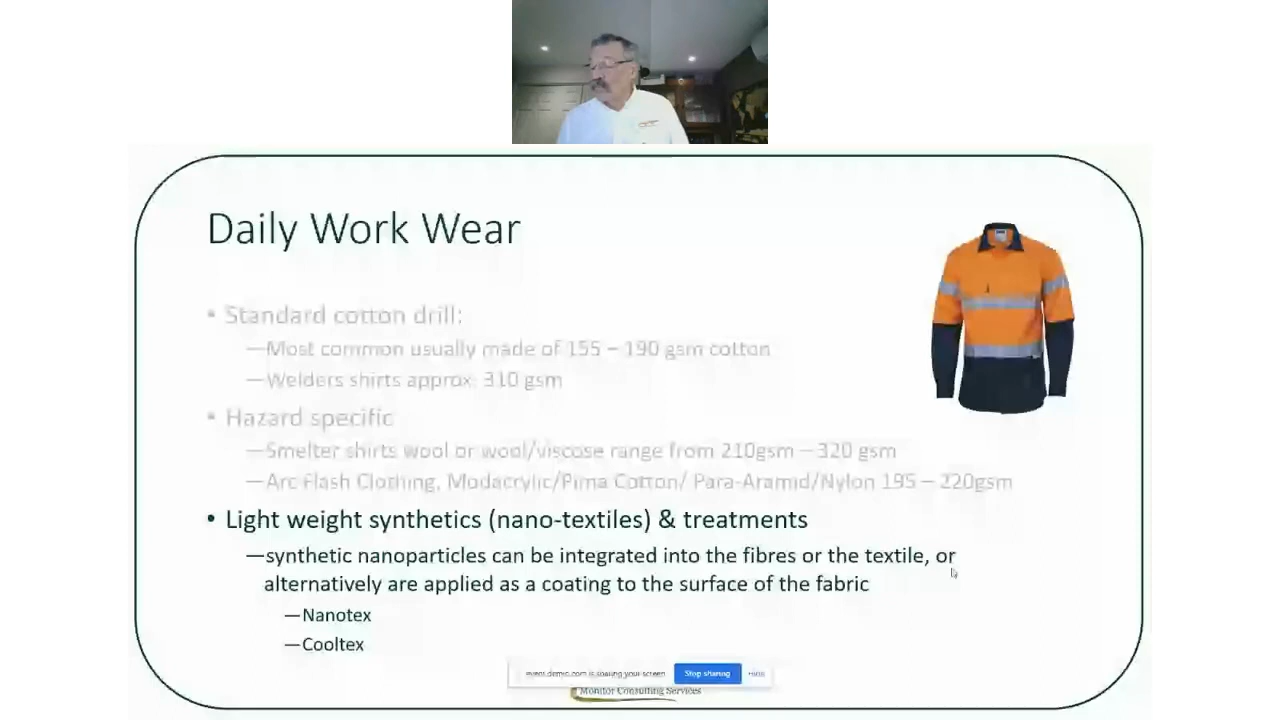 Daily Work Wear
• Standard cotton drill:
—Most common usually made of 155 – 190 gsm cotton
—Welders shirts approx. 310 gsm
• Hazard specific
—Smelter shirts wool or wool/viscose range from 210gsm – 320 gsm
—Arc Flash Clothing, Modacrylic/Pima Cotton/ Para-Aramid/Nylon 195 – 220gsm
• Light weight synthetics (nano-textiles) & treatments
—synthetic nanoparticles can be integrated into the fibres or the textile, or
alternatively are applied as a coating to the surface of the fabric
—Nanotex
—Cooltex
is sharing your screen Stop sharing Hide
Monitor Consulting Services